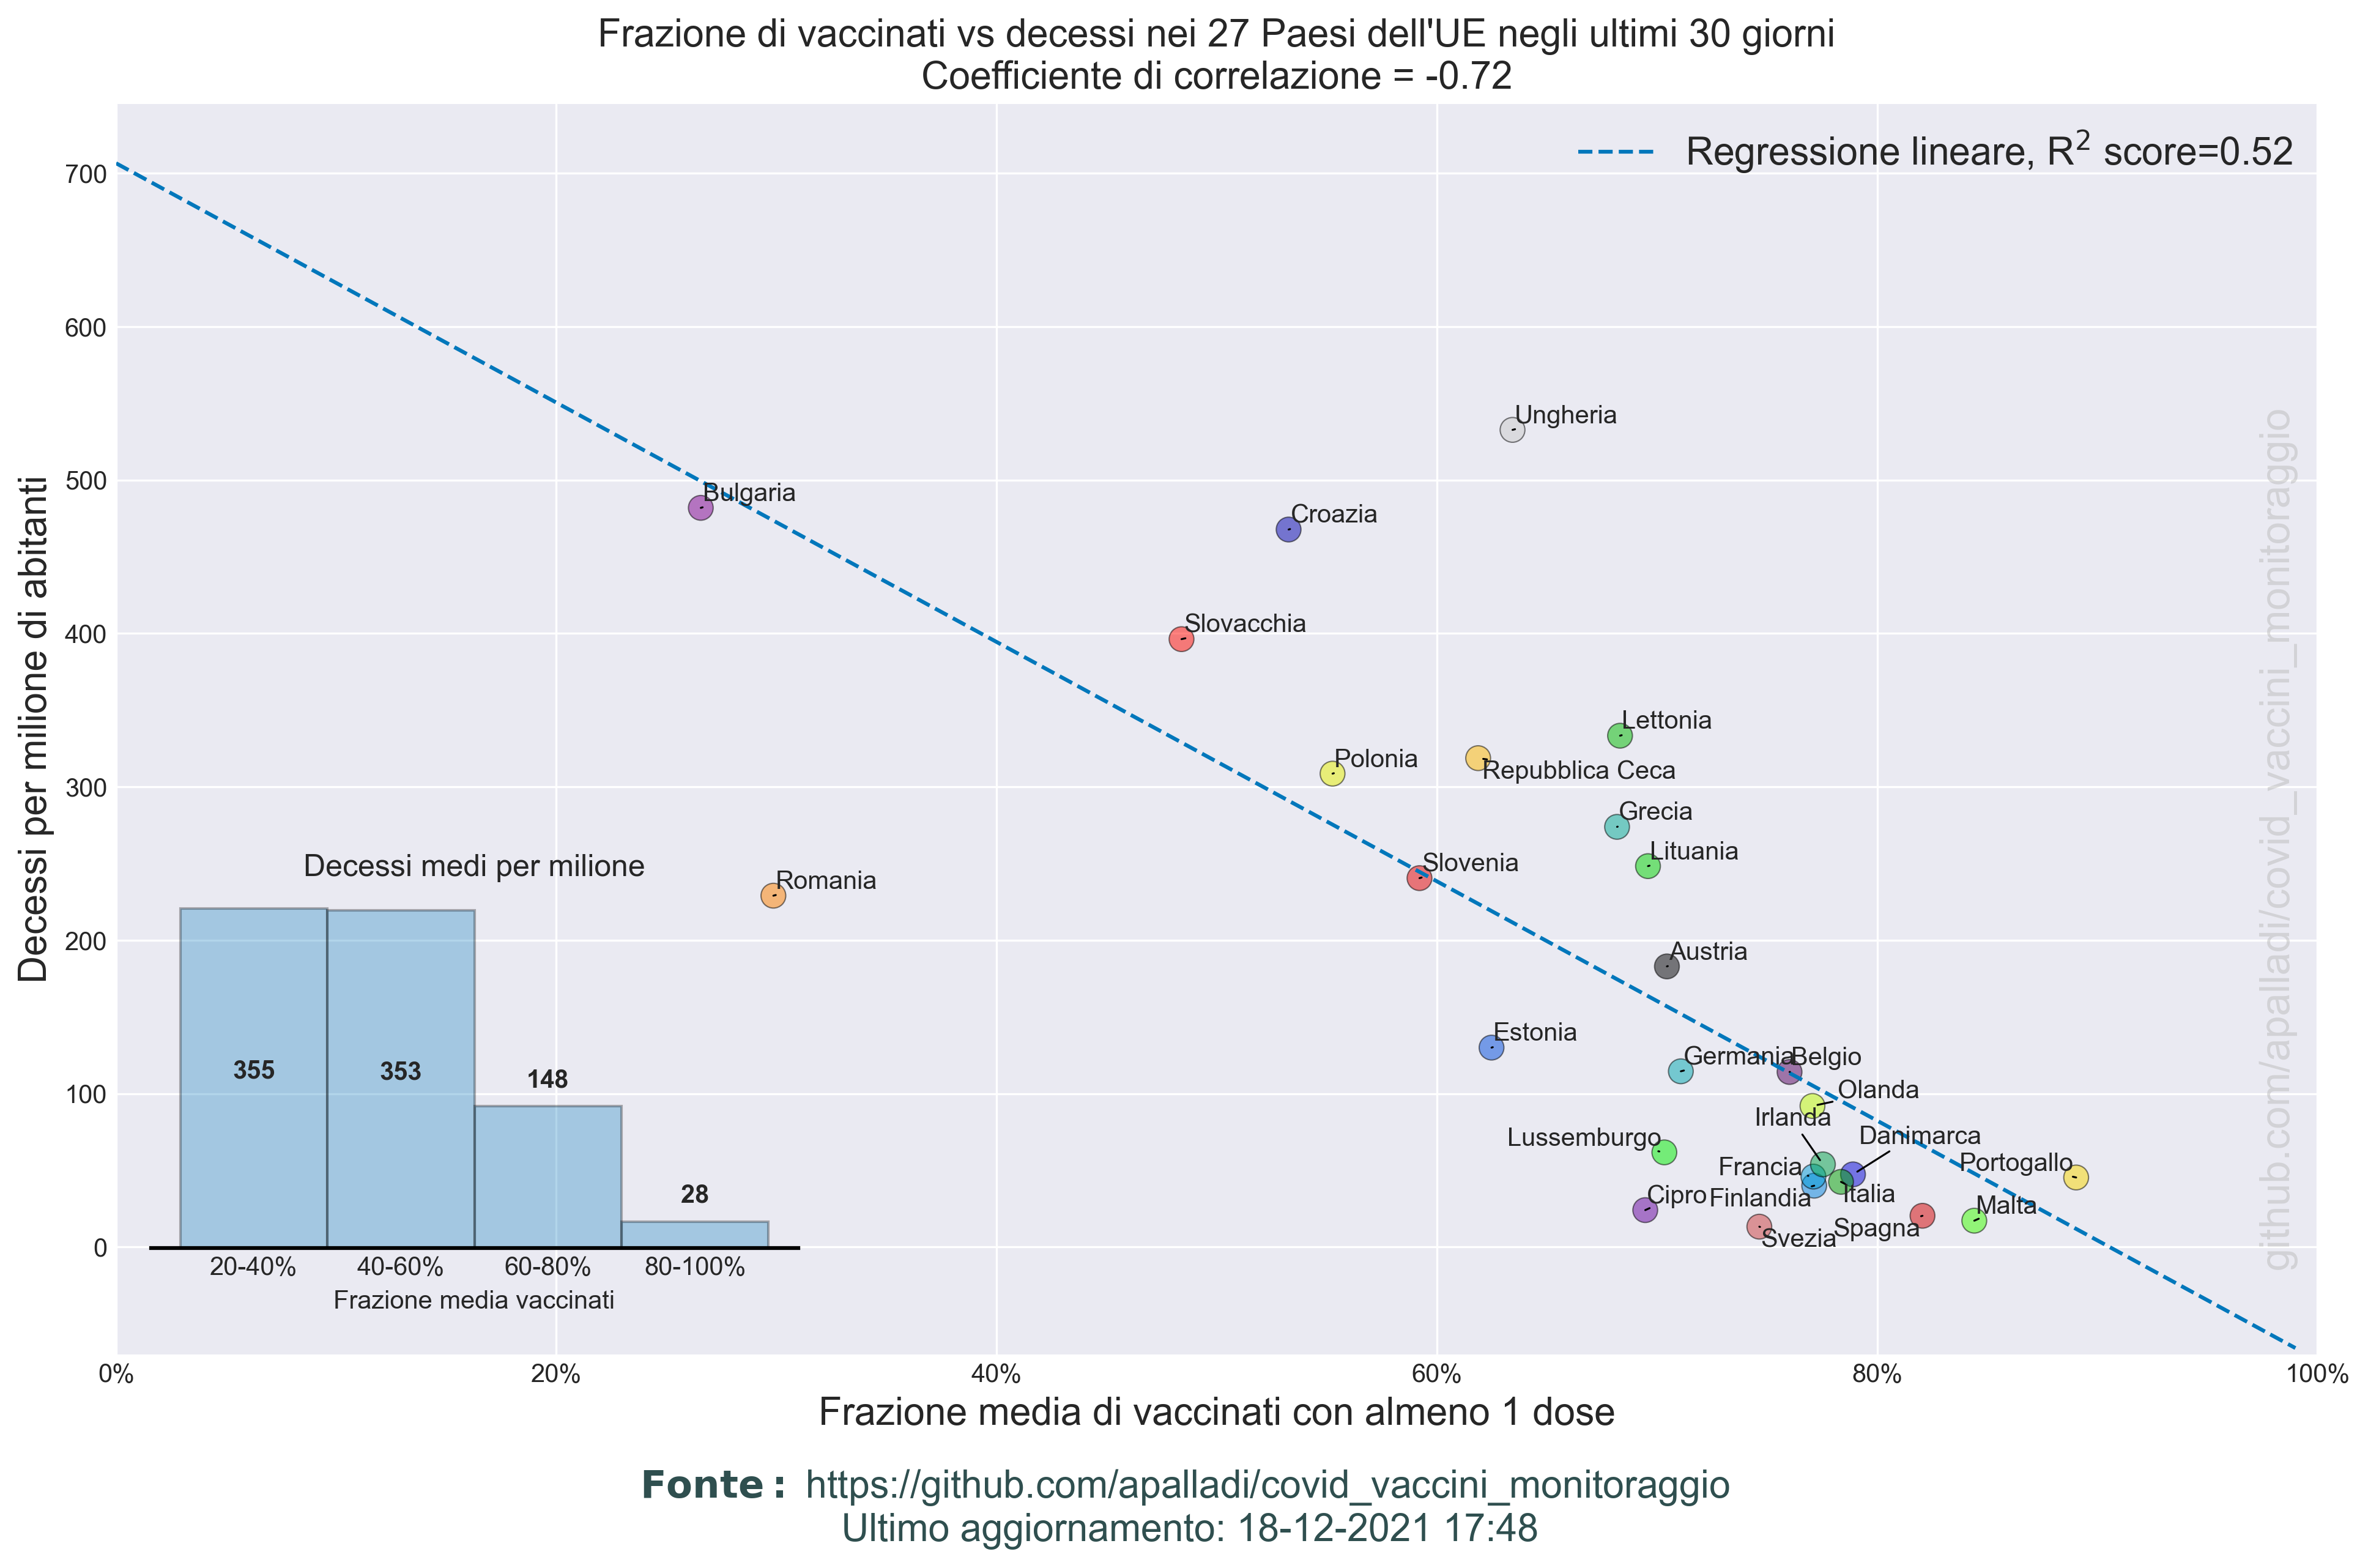 Frazione di vaccinati vs decessi nei 27 Paesi dell'UE negli ultimi 30 giorni
Coefficiente di correlazione = -0.72
Regressione lineare, R² score=0.52
Decessi per milione di abitanti
700
600
500
400
300
200
100
0
Ungheria
Bulgaria
Croazia
Slovacchia
Lettonia
Polonia
Repubblica Ceca
Grecia
Lituania
Slovenia
Romania
Austria
Estonia
Germania
Belgio
Olanda
Irlanda
Danimarca
Lussemburgo
Francia
Portogallo
Cipro
Finlandia
Italia
Malta
Spagna
Svezia
Decessi medi per milione
355
353
148
28
20-40%
40-60%
60-80%
80-100%
Frazione media vaccinati
github.com/apalladi/covid_vaccini_monitoraggio
0%
20%
40%
60%
80%
100%
Frazione media di vaccinati con almeno 1 dose
Fonte: https://github.com/apalladi/covid_vaccini_monitoraggio
Ultimo aggiornamento: 18-12-2021 17:48